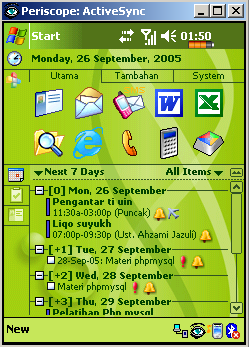 Periscope: ActiveSync
Start 01:50
Monday, 26 September, 2005
Utama Tambahan System
W X
Next 7 Days All Items
[0] Mon, 26 September
Pengantar ti uin
11:30a-03:00p (Puncak)
Liqo suyukh
07:00p-09:30p (Ust. Ahzami Jazuli)
[+1] Tue, 27 September
28-Sep-05: Materi phpmysql
[+2] Wed, 28 September
Materi phpmysql
[+3] Thu, 29 September
Pelatihan Php mysql
New